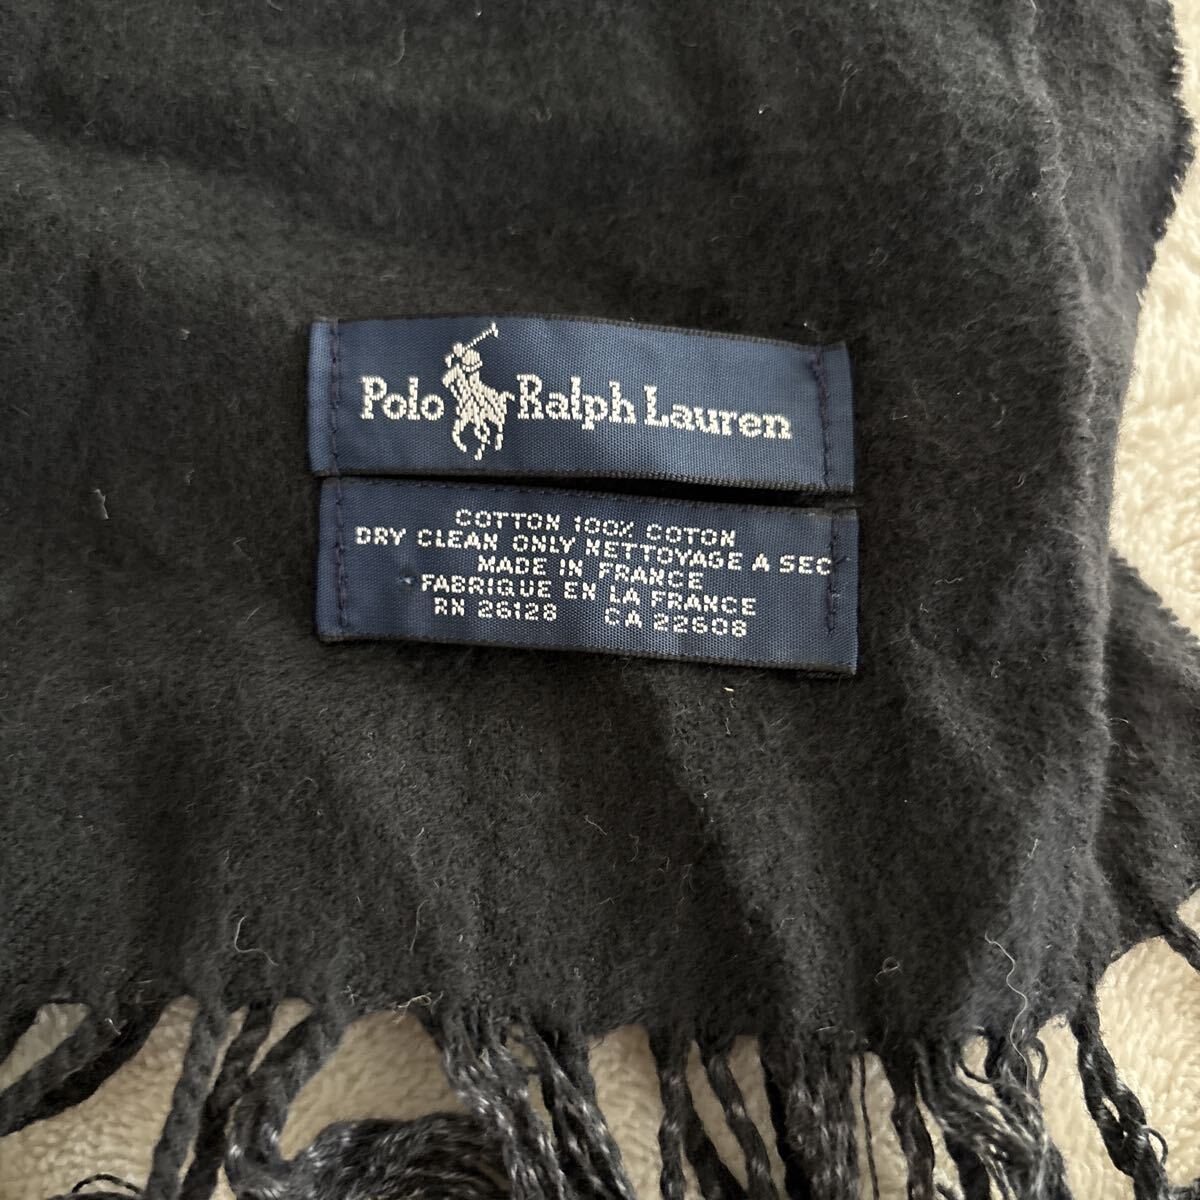 Polo Ralph Lauren
COTTON 100% COTON
DRY CLEAN ONLY NETTOYAGE A SEC
MADE IN FRANCE
FABRIQUE EN LA FRANCE
RN 26128 CA 22608